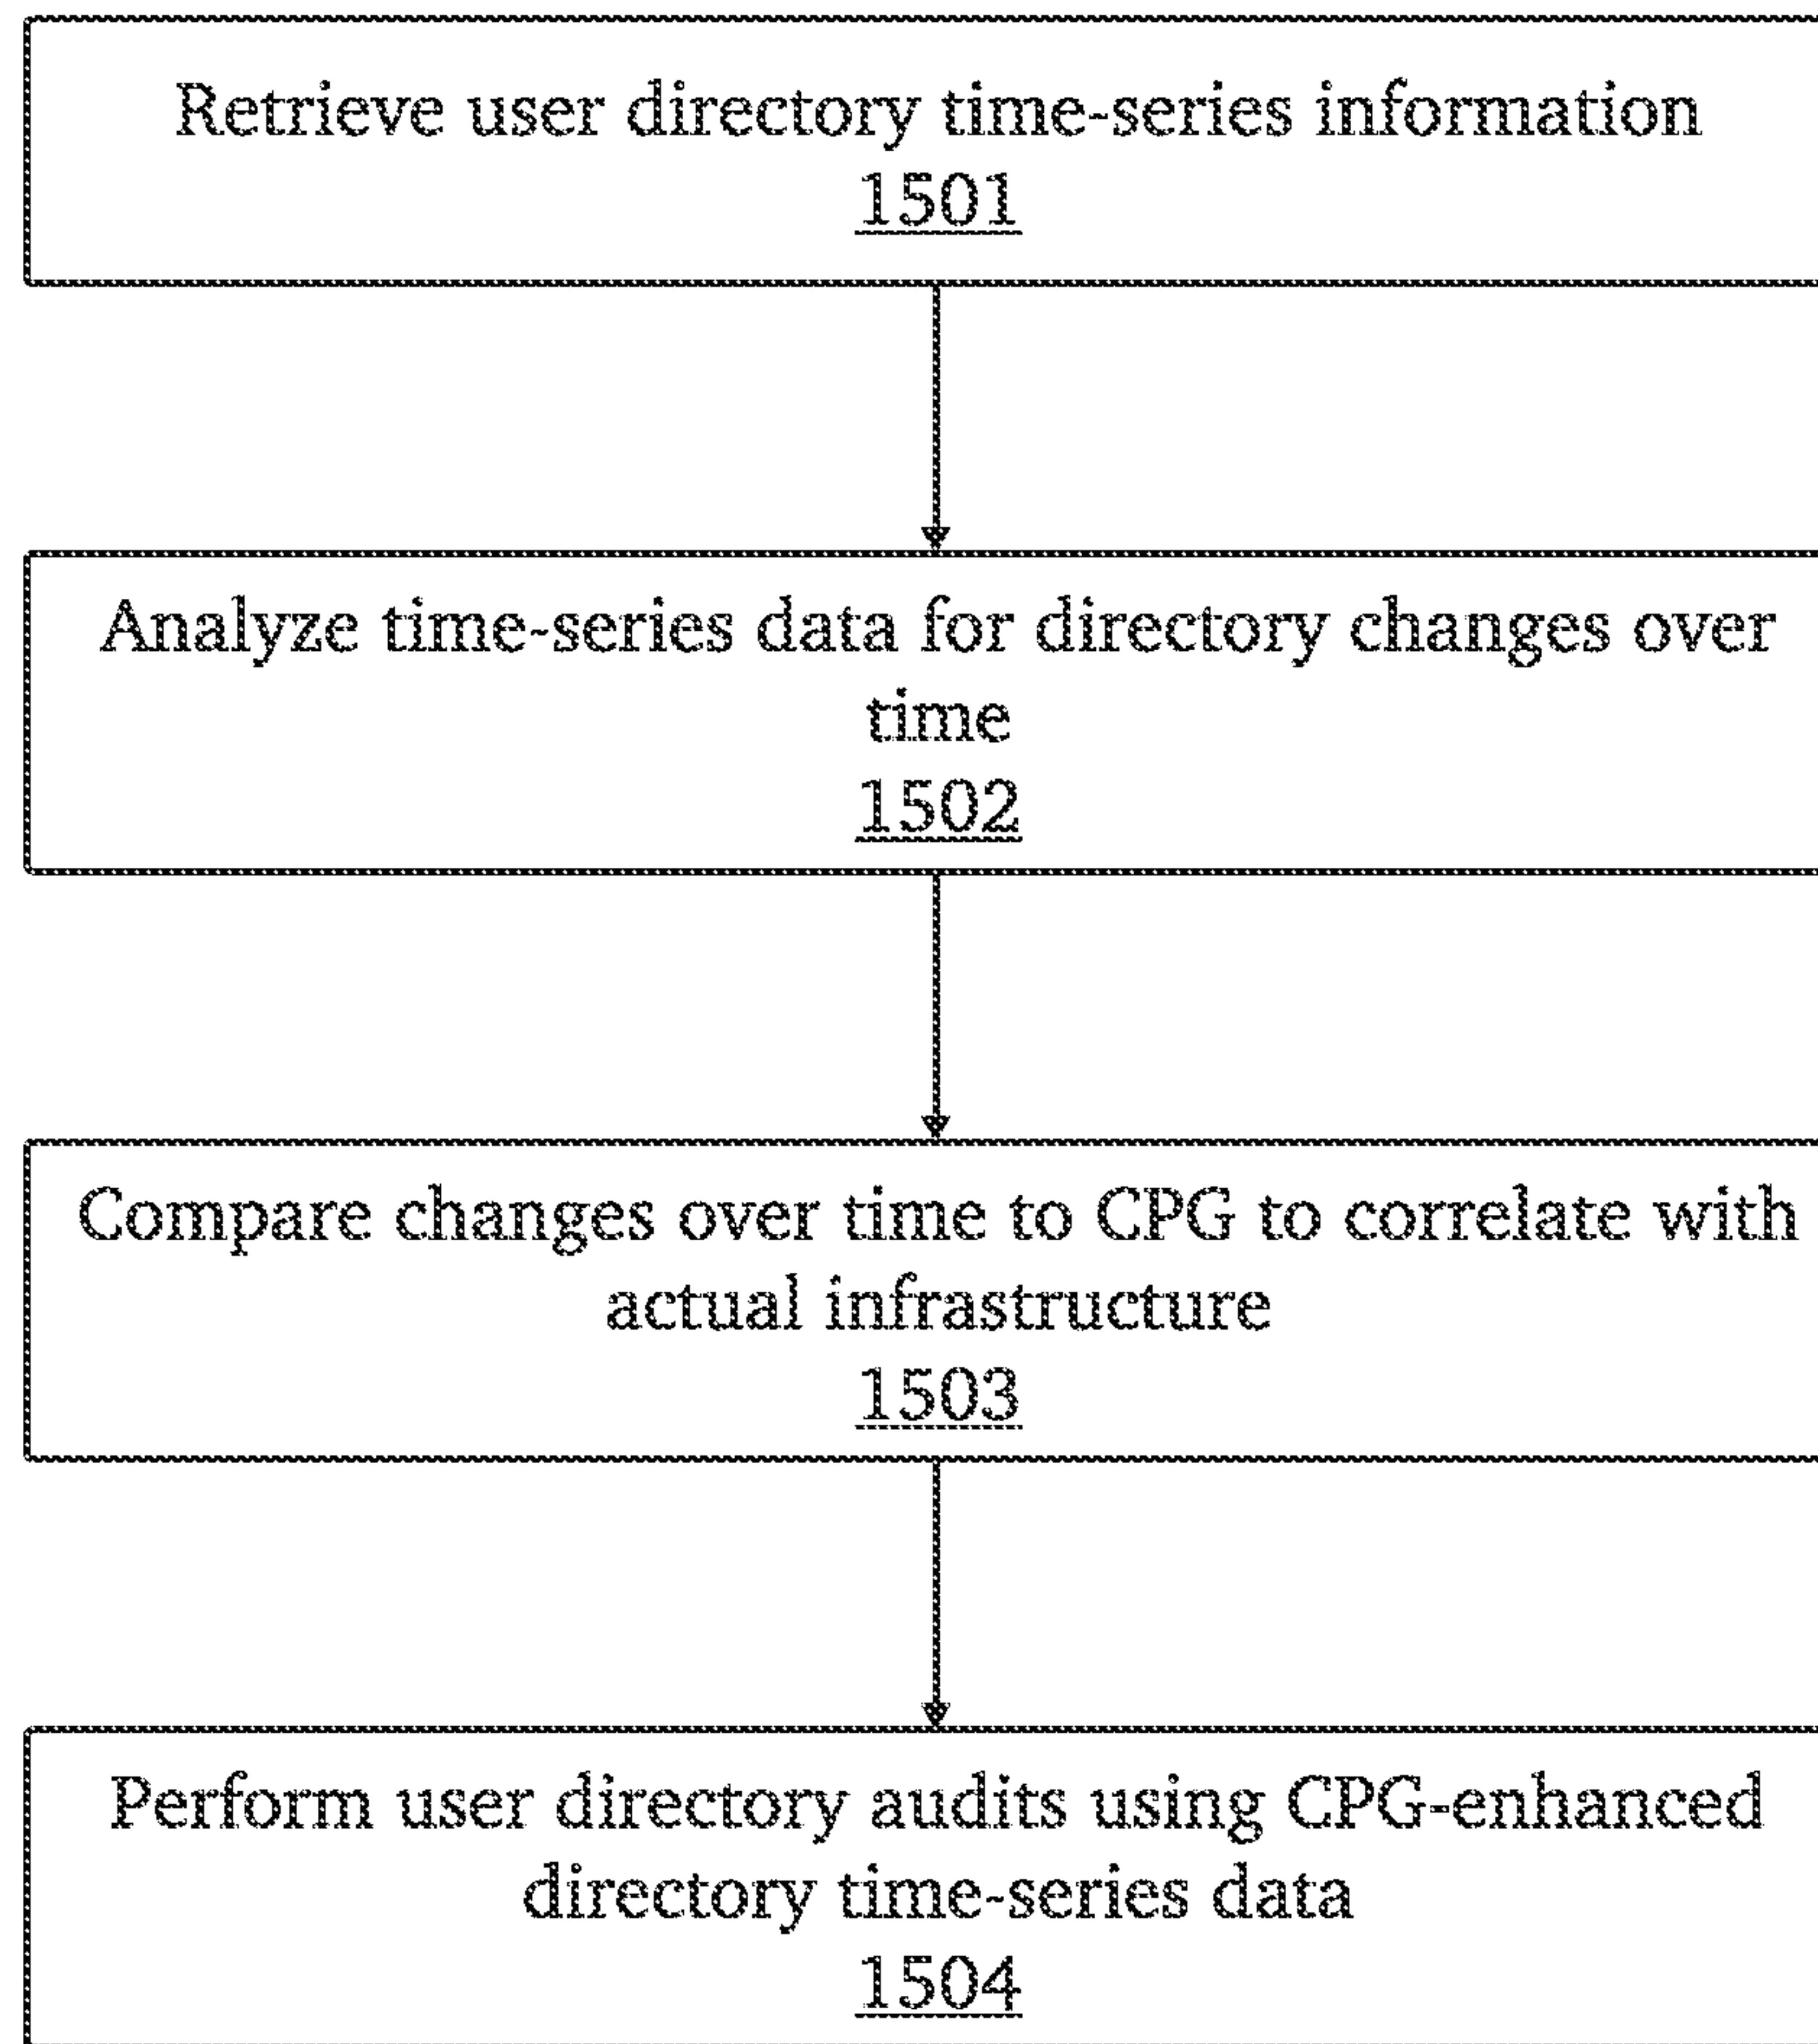 Retrieve user directory time-series information
1501
Analyze time-series data for directory changes over
time
1502
Compare changes over time to CPG to correlate with
actual infrastructure
1503
Perform user directory audits using CPG-enhanced
directory time-series data
1504